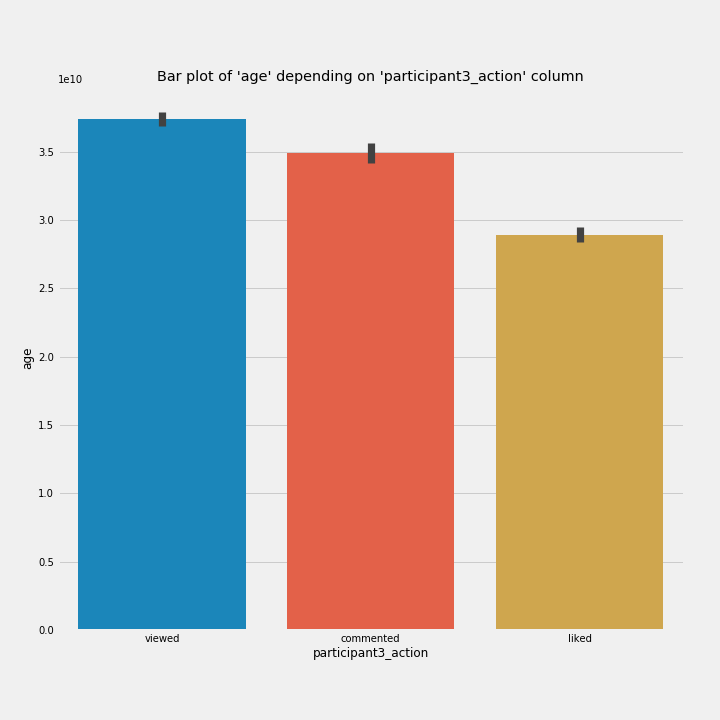 Bar plot of 'age' depending on 'participant3_action' column
1e10
3.5
3.0
2.5
2.0
1.5
1.0
0.5
0.0
age
viewed commented liked
participant3_action